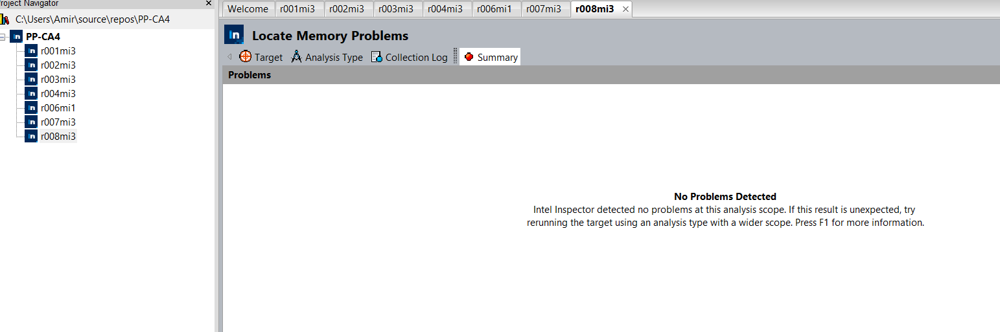 roject Navigator
C:\Users\Amir\source\repos\PP-CA4
PP-CA4
r001mi3
r002mi3
r003mi3
r004mi3
r006mi1
r007mi3
r008mi3
Welcome r001mi3 r002mi3 r003mi3 r004mi3 r006mi1 r007mi3 r008mi3
Locate Memory Problems
Target Analysis Type Collection Log Summary
Problems
No Problems Detected
Intel Inspector detected no problems at this analysis scope. If this result is unexpected, try
rerunning the target using an analysis type with a wider scope. Press F1 for more information.